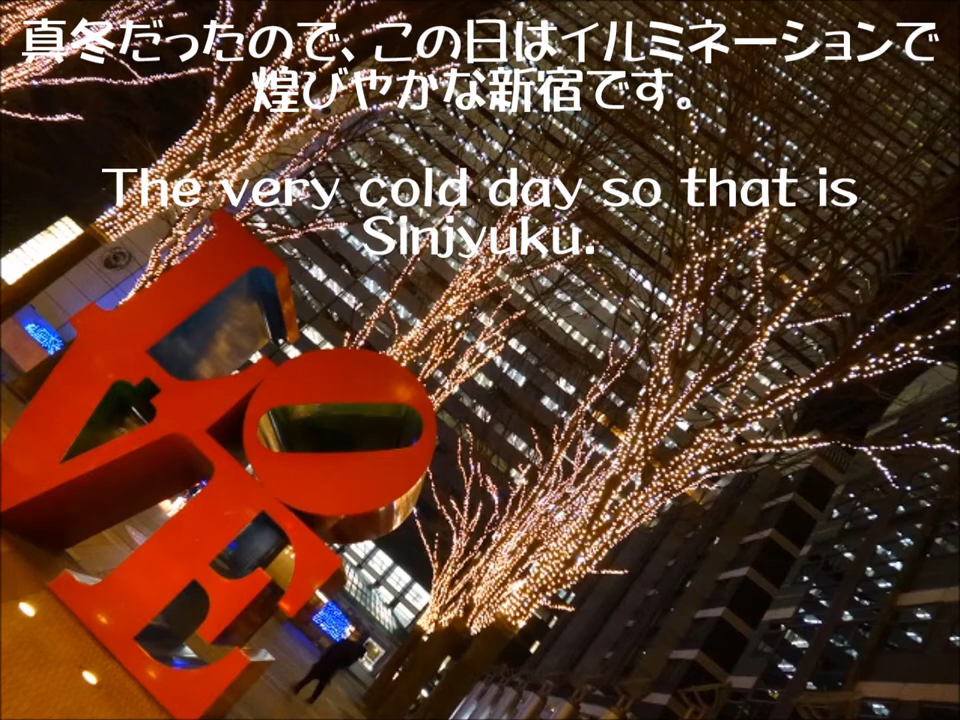 真冬だったので、この日はイルミネーションで
煌びやかな新宿です。
The very cold day so that is
Sinjyuku.
LOVE